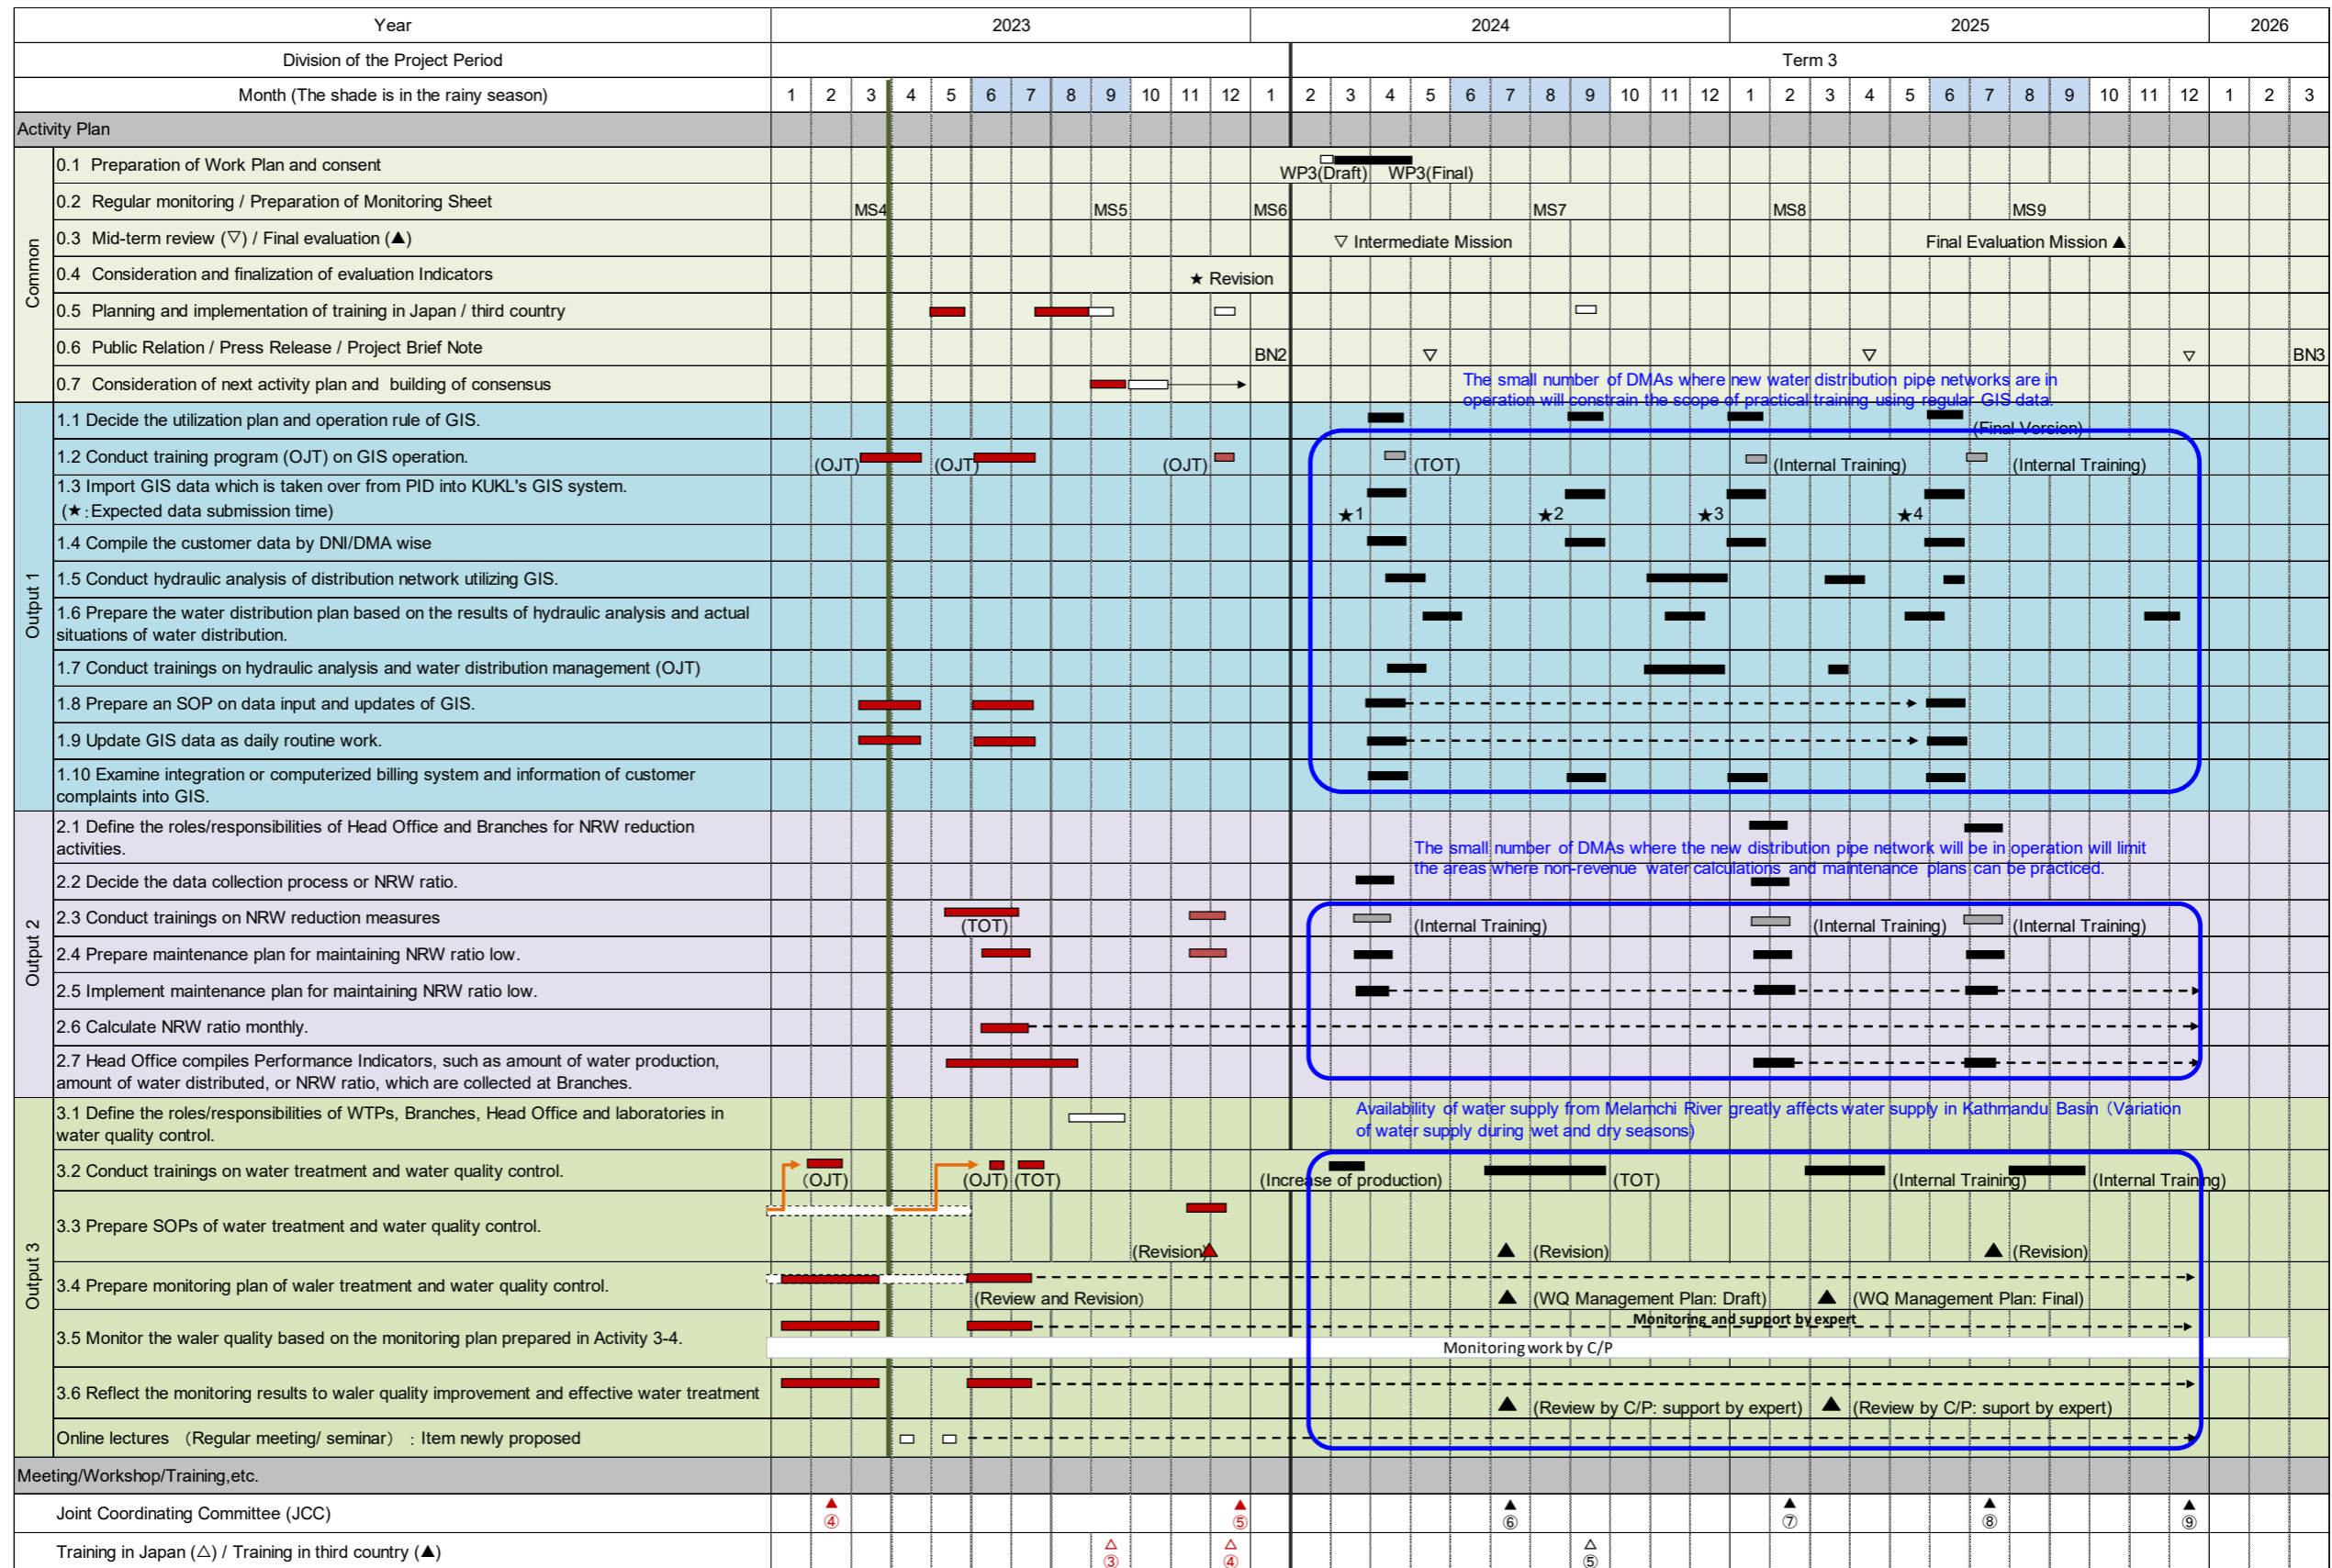 Year 2023 2024 2025 2026
Division of the Project Period Term 3
Month (The shade is in the rainy season) 1 2 3 4 5 6 7 8 9 10 11 12 1 2 3 4 5 6 7 8 9 10 11 12 1 2 3 4 5 6 7 8 9 10 11 12 1 2 3
Activity Plan
Common
0.1 Preparation of Work Plan and consent
WP3(Draft) WP3(Final)
0.2 Regular monitoring / Preparation of Monitoring Sheet
MS4 MS5 MS6 MS7 MS8 MS9
0.3 Mid-term review (▽) / Final evaluation (▲)
▽ Intermediate Mission Final Evaluation Mission ▲
0.4 Consideration and finalization of evaluation Indicators
★ Revision
0.5 Planning and implementation of training in Japan / third country
0.6 Public Relation / Press Release / Project Brief Note
BN2 ▽ ▽ ▽ BN3
0.7 Consideration of next activity plan and building of consensus
The small number of DMAs where new water distribution pipe networks are in
operation will constrain the scope of practical training using regular GIS data.
Output 1
1.1 Decide the utilization plan and operation rule of GIS.
(Final Version)
1.2 Conduct training program (OJT) on GIS operation.
(OJT) (OJT) (OJT) (TOT) (Internal Training) (Internal Training)
1.3 Import GIS data which is taken over from PID into KUKL's GIS system.
(★: Expected data submission time)
★1 ★2 ★3 ★4
1.4 Compile the customer data by DNI/DMA wise
1.5 Conduct hydraulic analysis of distribution network utilizing GIS.
1.6 Prepare the water distribution plan based on the results of hydraulic analysis and actual
situations of water distribution.
1.7 Conduct trainings on hydraulic analysis and water distribution management (OJT)
1.8 Prepare an SOP on data input and updates of GIS.
1.9 Update GIS data as daily routine work.
1.10 Examine integration or computerized billing system and information of customer
complaints into GIS.
Output 2
2.1 Define the roles/responsibilities of Head Office and Branches for NRW reduction
activities.
The small number of DMAs where the new distribution pipe network will be in operation will limit
the areas where non-revenue water calculations and maintenance plans can be practiced.
2.2 Decide the data collection process or NRW ratio.
2.3 Conduct trainings on NRW reduction measures
(TOT) (Internal Training) (Internal Training) (Internal Training)
2.4 Prepare maintenance plan for maintaining NRW ratio low.
2.5 Implement maintenance plan for maintaining NRW ratio low.
2.6 Calculate NRW ratio monthly.
2.7 Head Office compiles Performance Indicators, such as amount of water production,
amount of water distributed, or NRW ratio, which are collected at Branches.
Output 3
3.1 Define the roles/responsibilities of WTPs, Branches, Head Office and laboratories in
water quality control.
Availability of water supply from Melamchi River greatly affects water supply in Kathmandu Basin（Variation
of water supply during wet and dry seasons)
3.2 Conduct trainings on water treatment and water quality control.
（OJT) (OJT) (TOT) (Increase of production) (TOT) (Internal Training) (Internal Training)
3.3 Prepare SOPs of water treatment and water quality control.
(Revision) ▲ ▲ (Revision) ▲ (Revision)
3.4 Prepare monitoring plan of waler treatment and water quality control.
(Review and Revision） ▲ (WQ Management Plan: Draft) ▲ (WQ Management Plan: Final)
3.5 Monitor the waler quality based on the monitoring plan prepared in Activity 3-4.
Monitoring and support by expert
Monitoring work by C/P
3.6 Reflect the monitoring results to waler quality improvement and effective water treatment
▲ (Review by C/P: support by expert) ▲ (Review by C/P: suport by expert)
Online lectures （Regular meeting/ seminar） : Item newly proposed
Meeting/Workshop/Training,etc.
Joint Coordinating Committee (JCC)
▲ ▲ ▲ ▲ ▲ ▲
④ ⑤ ⑥ ⑦ ⑧ ⑨
Training in Japan (△) / Training in third country (▲)
△ △ △
③ ④ ⑤